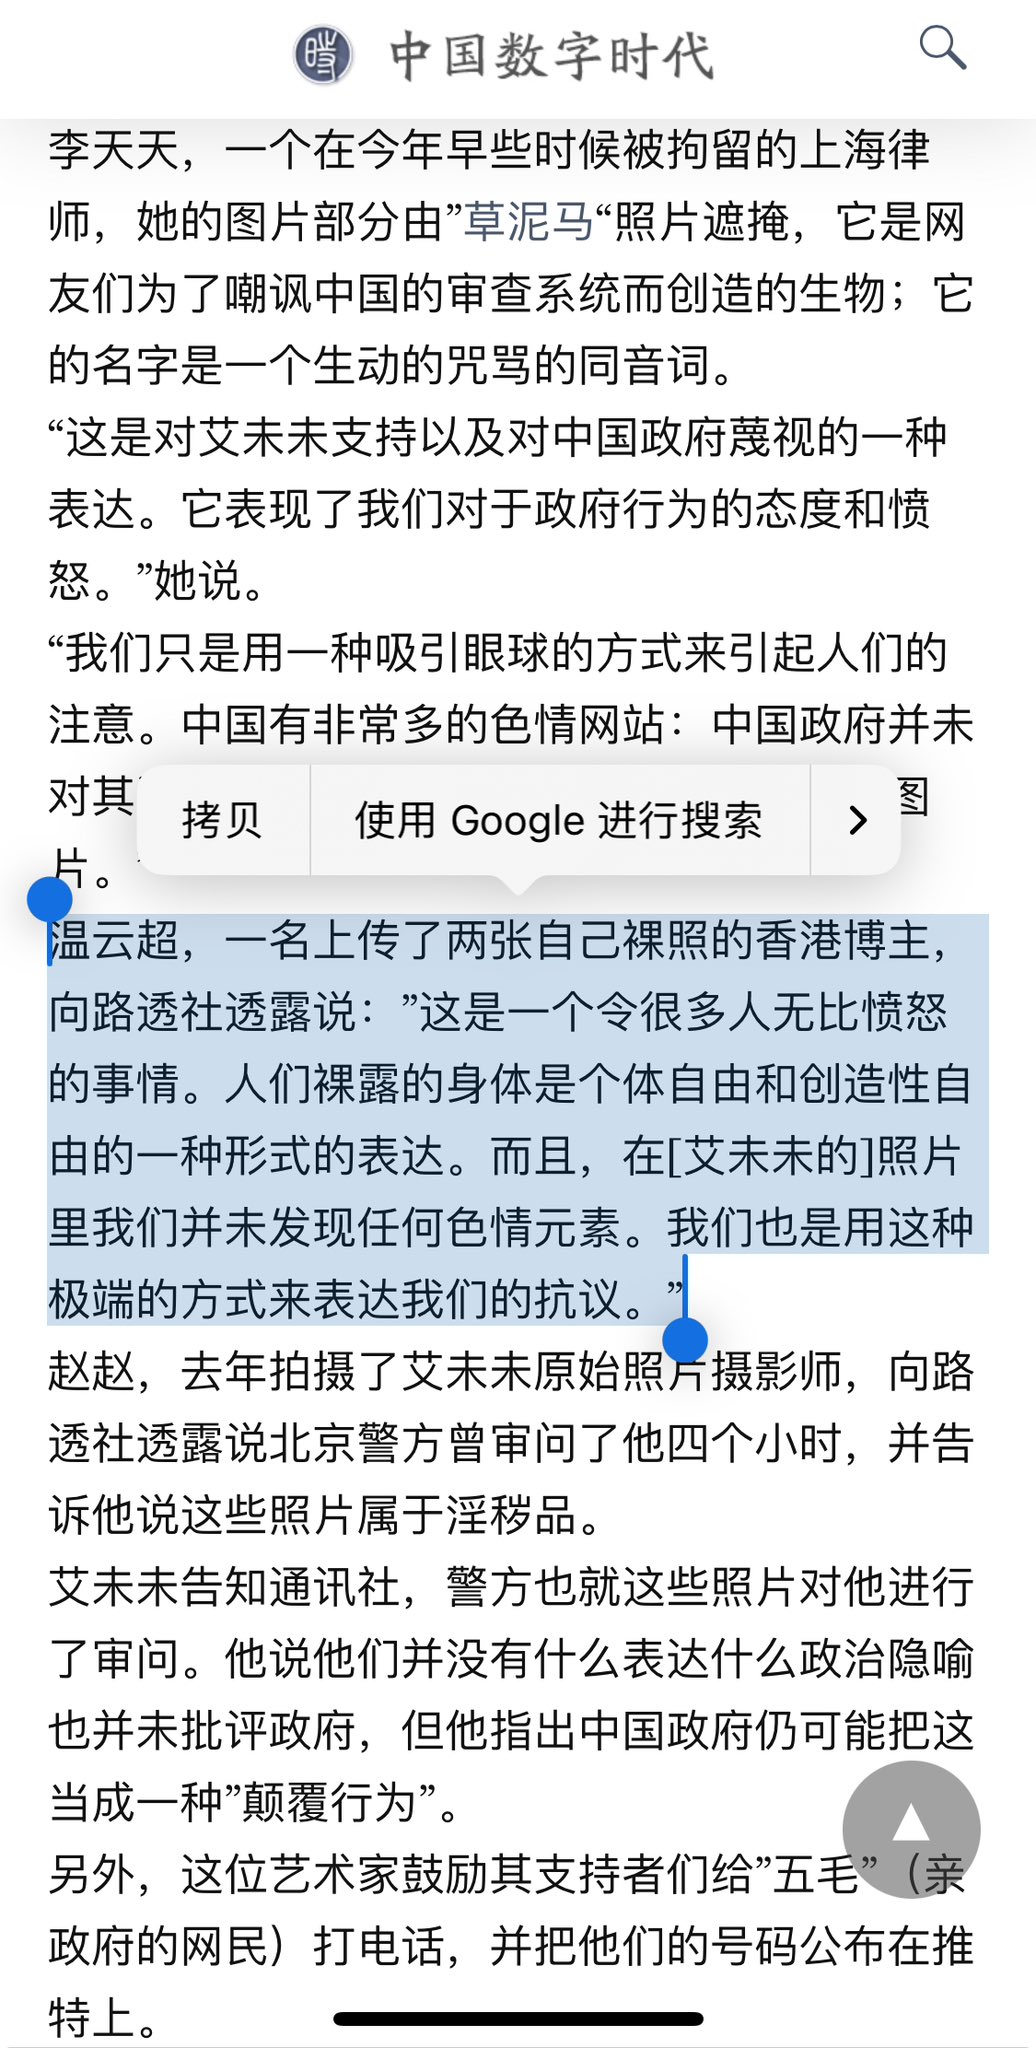 中国数字时代
李天天，一个在今年早些时候被拘留的上海律
师，她的图片部分由”草泥马“照片遮掩，它是网
友们为了嘲讽中国的审查系统而创造的生物；它
的名字是一个生动的咒骂的同音词。
“这是对艾未未支持以及对中国政府蔑视的一种
表达。它表现了我们对于政府行为的态度和愤
怒。”她说。
“我们只是用一种吸引眼球的方式来引起人们的
注意。中国有非常多的色情网站：中国政府并未
对其 图
拷贝 使用 Google 进行搜索
片。
温云超，一名上传了两张自己裸照的香港博主，
向路透社透露说：”这是一个令很多人无比愤怒
的事情。人们裸露的身体是个体自由和创造性自
由的一种形式的表达。而且，在[艾未未的]照片
里我们并未发现任何色情元素。我们也是用这种
极端的方式来表达我们的抗议。”
赵赵，去年拍摄了艾未未原始照片摄影师，向路
透社透露说北京警方曾审问了他四个小时，并告
诉他说这些照片属于淫秽品。
艾未未告知通讯社，警方也就这些照片对他进行
了审问。他说他们并没有什么表达什么政治隐喻
也并未批评政府，但他指出中国政府仍可能把这
当成一种”颠覆行为”。
另外，这位艺术家鼓励其支持者们给”五毛”（亲
政府的网民）打电话，并把他们的号码公布在推
特上。